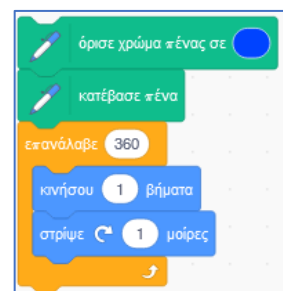 όρισε χρώμα πένας σε
κατέβασε πένα
επανάλαβε 360
κινήσου 1 βήματα
στρίψε 1 μοίρες